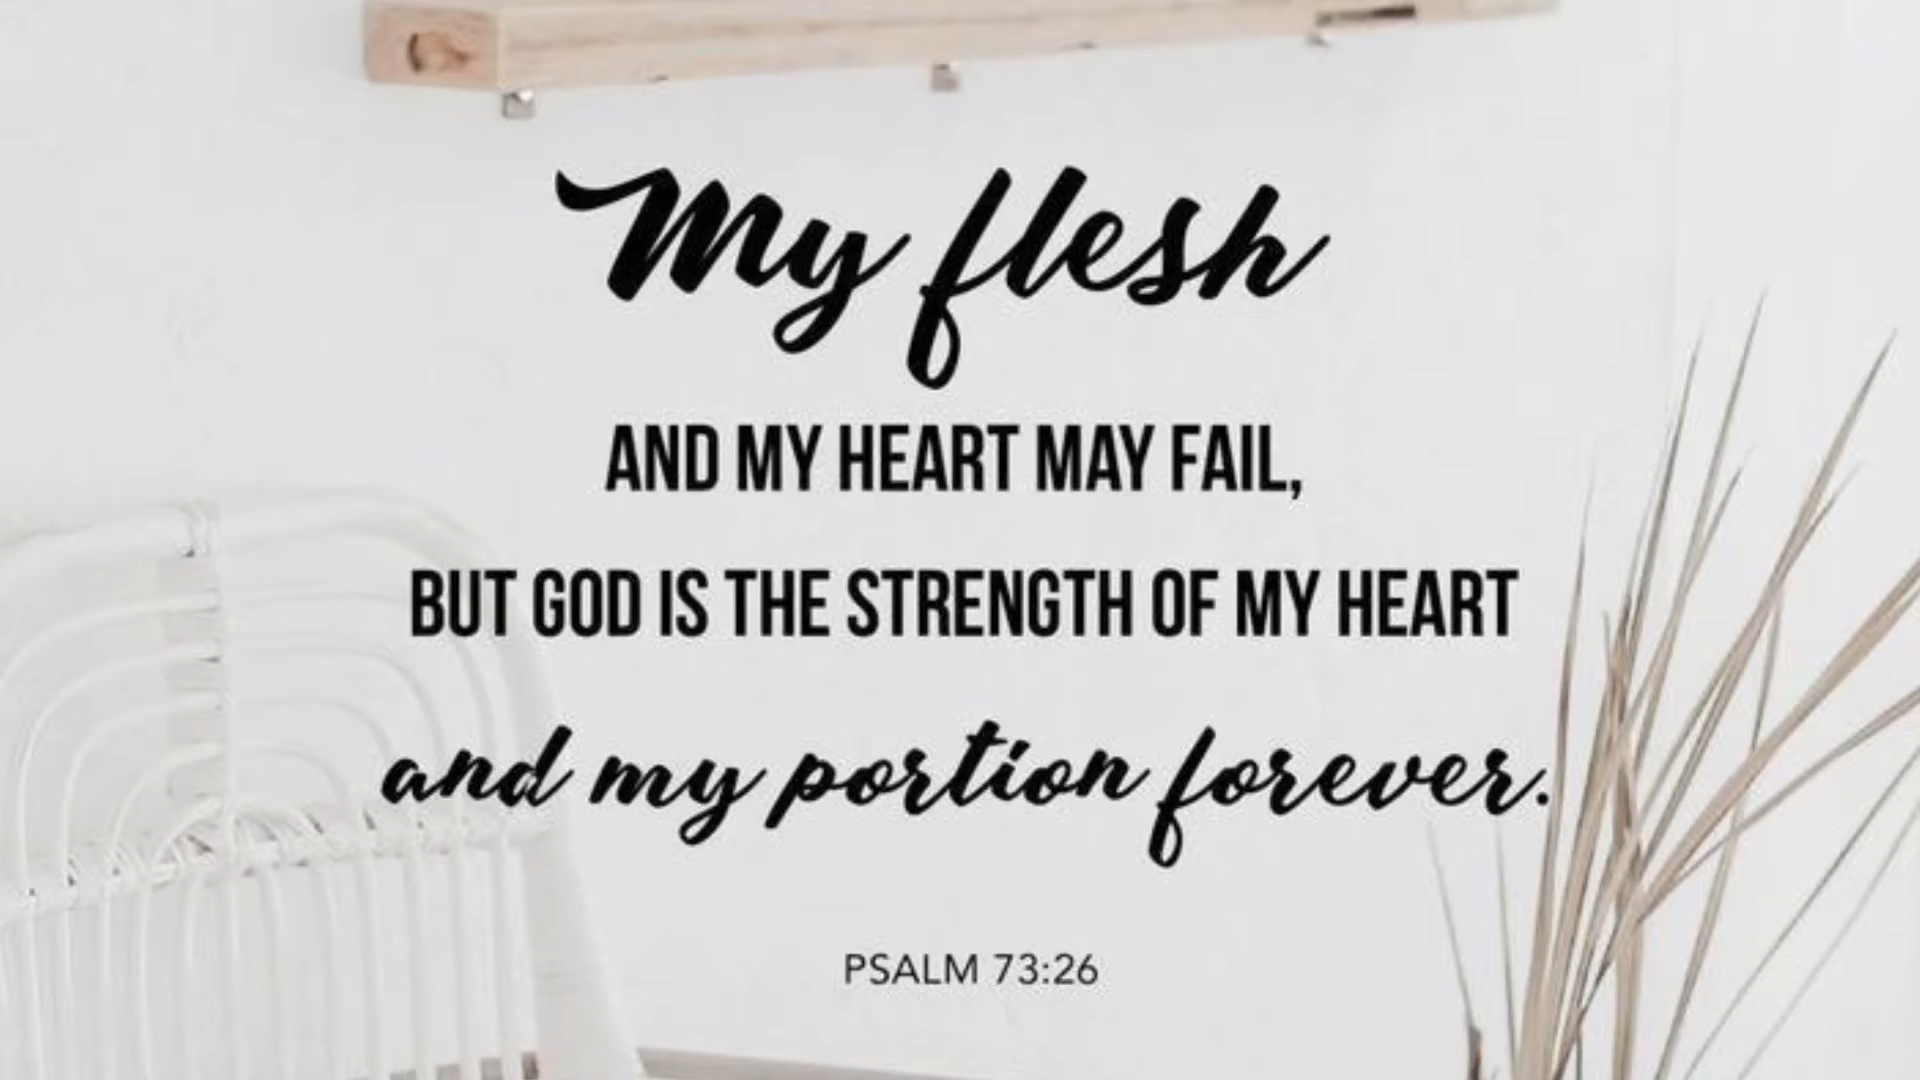 My flesh
AND MY HEART MAY FAIL,
BUT GOD IS THE STRENGTH OF MY HEART
and my portion forever.
PSALM 73:26